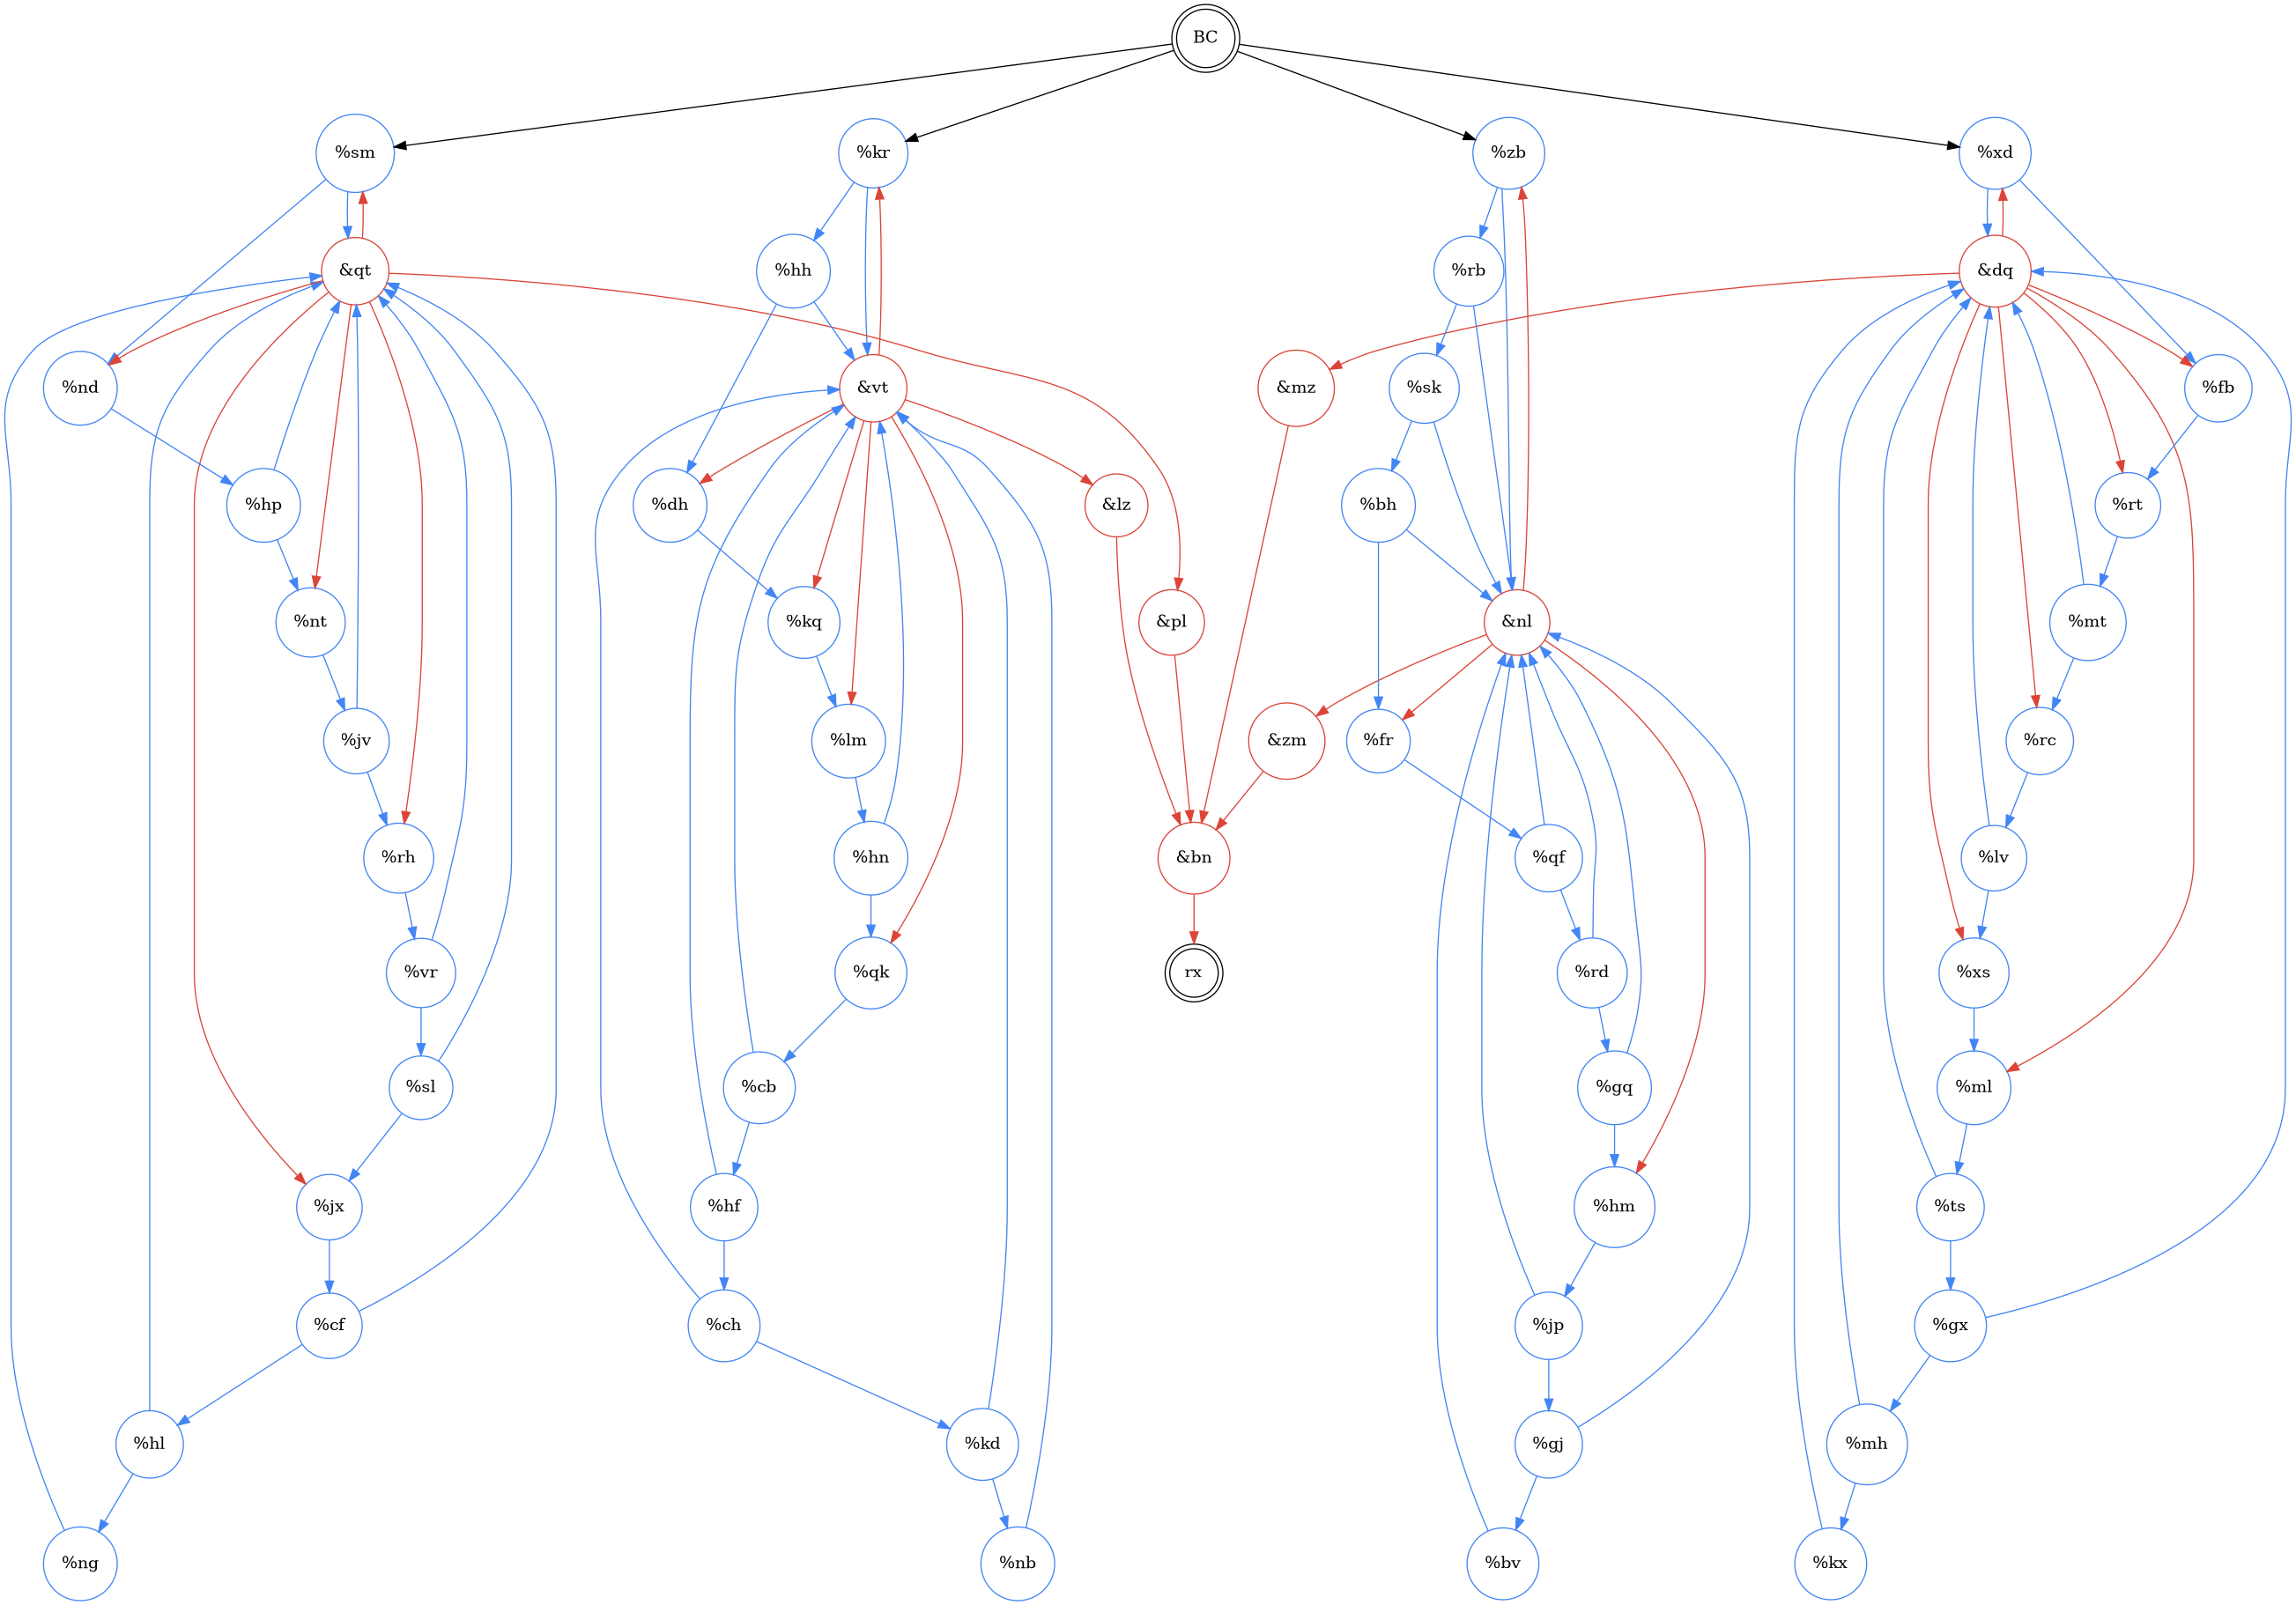 BC
%sm
%kr
%zb
%xd
&qt
%hh
%rb
&dq
%nd
&vt
&mz
%sk
%fb
%hp
%dh
&lz
%bh
%rt
%nt
%kq
&pl
&nl
%mt
%jv
%lm
&zm
%fr
%rc
%rh
%hn
&bn
%qf
%lv
%vr
%qk
rx
%rd
%xs
%sl
%cb
%gq
%ml
%jx
%hf
%hm
%ts
%cf
%ch
%jp
%gx
%hl
%kd
%gj
%mh
%ng
%nb
%bv
%kx